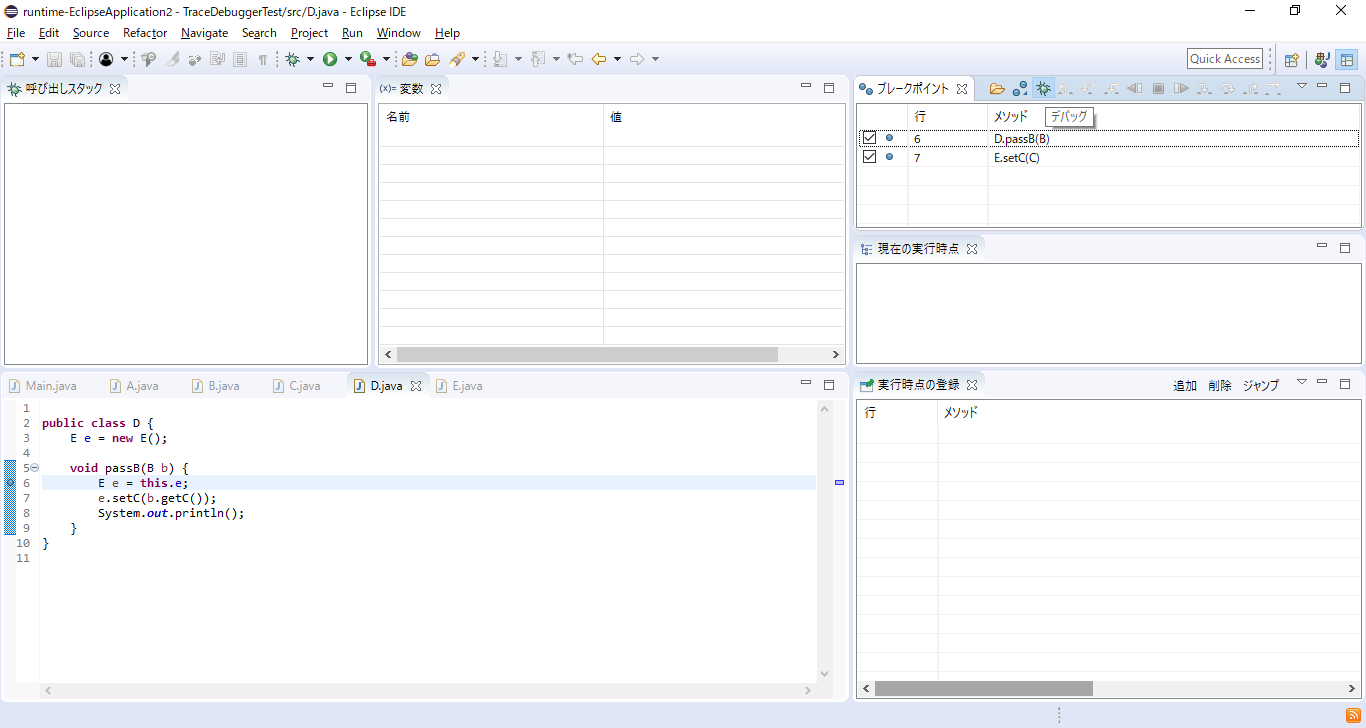 runtime-EclipseApplication2 - TraceDebuggerTest/src/D.java - Eclipse IDE
File Edit Source Refactor Navigate Search Project Run Window Help
Quick Access
呼び出しスタック
(x)= 変数
名前 値
ブレークポイント
行 メソッド
デバッグ
6 D.passB(B)
7 E.setC(C)
現在の実行時点
Main.java A.java B.java C.java D.java E.java
1
2 public class D {
3 E e = new E();
4
5 void passB(B b) {
6 E e = this.e;
7 e.setC(b.getC());
8 System.out.println();
9 }
10 }
11
実行時点の登録 追加 削除 ジャンプ
行 メソッド